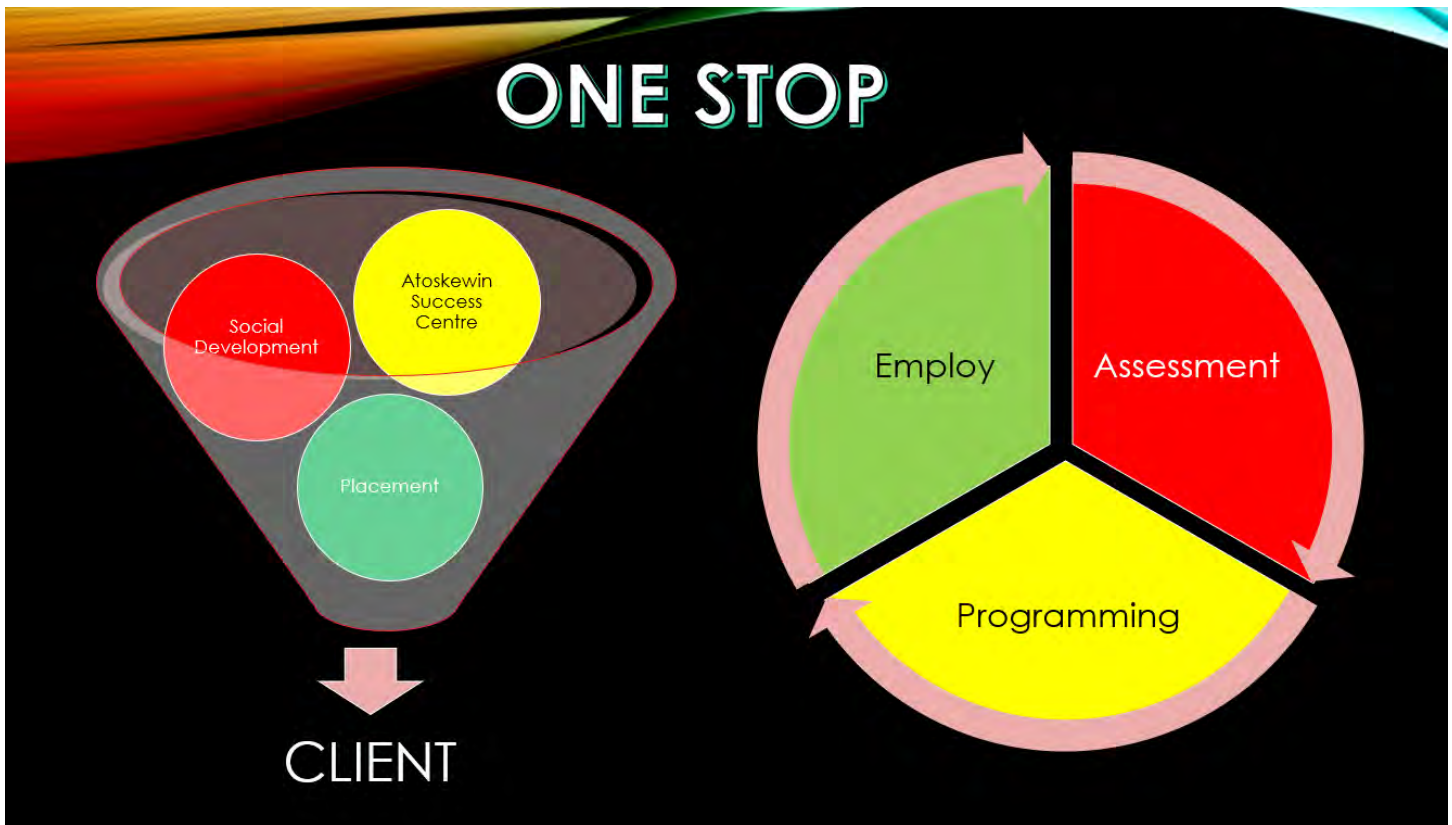 ONE STOP
Atoskewin
Success
Centre
Social
Development
Placement
CLIENT
Employ
Assessment
Programming